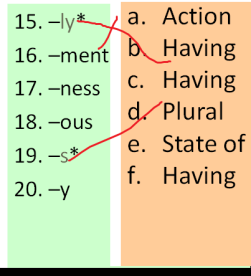 15. –ly*
16. –ment
17. –ness
18. –ous
19. –s*
20. –y
a. Action
b. Having
c. Having
d. Plural
e. State of
f. Having